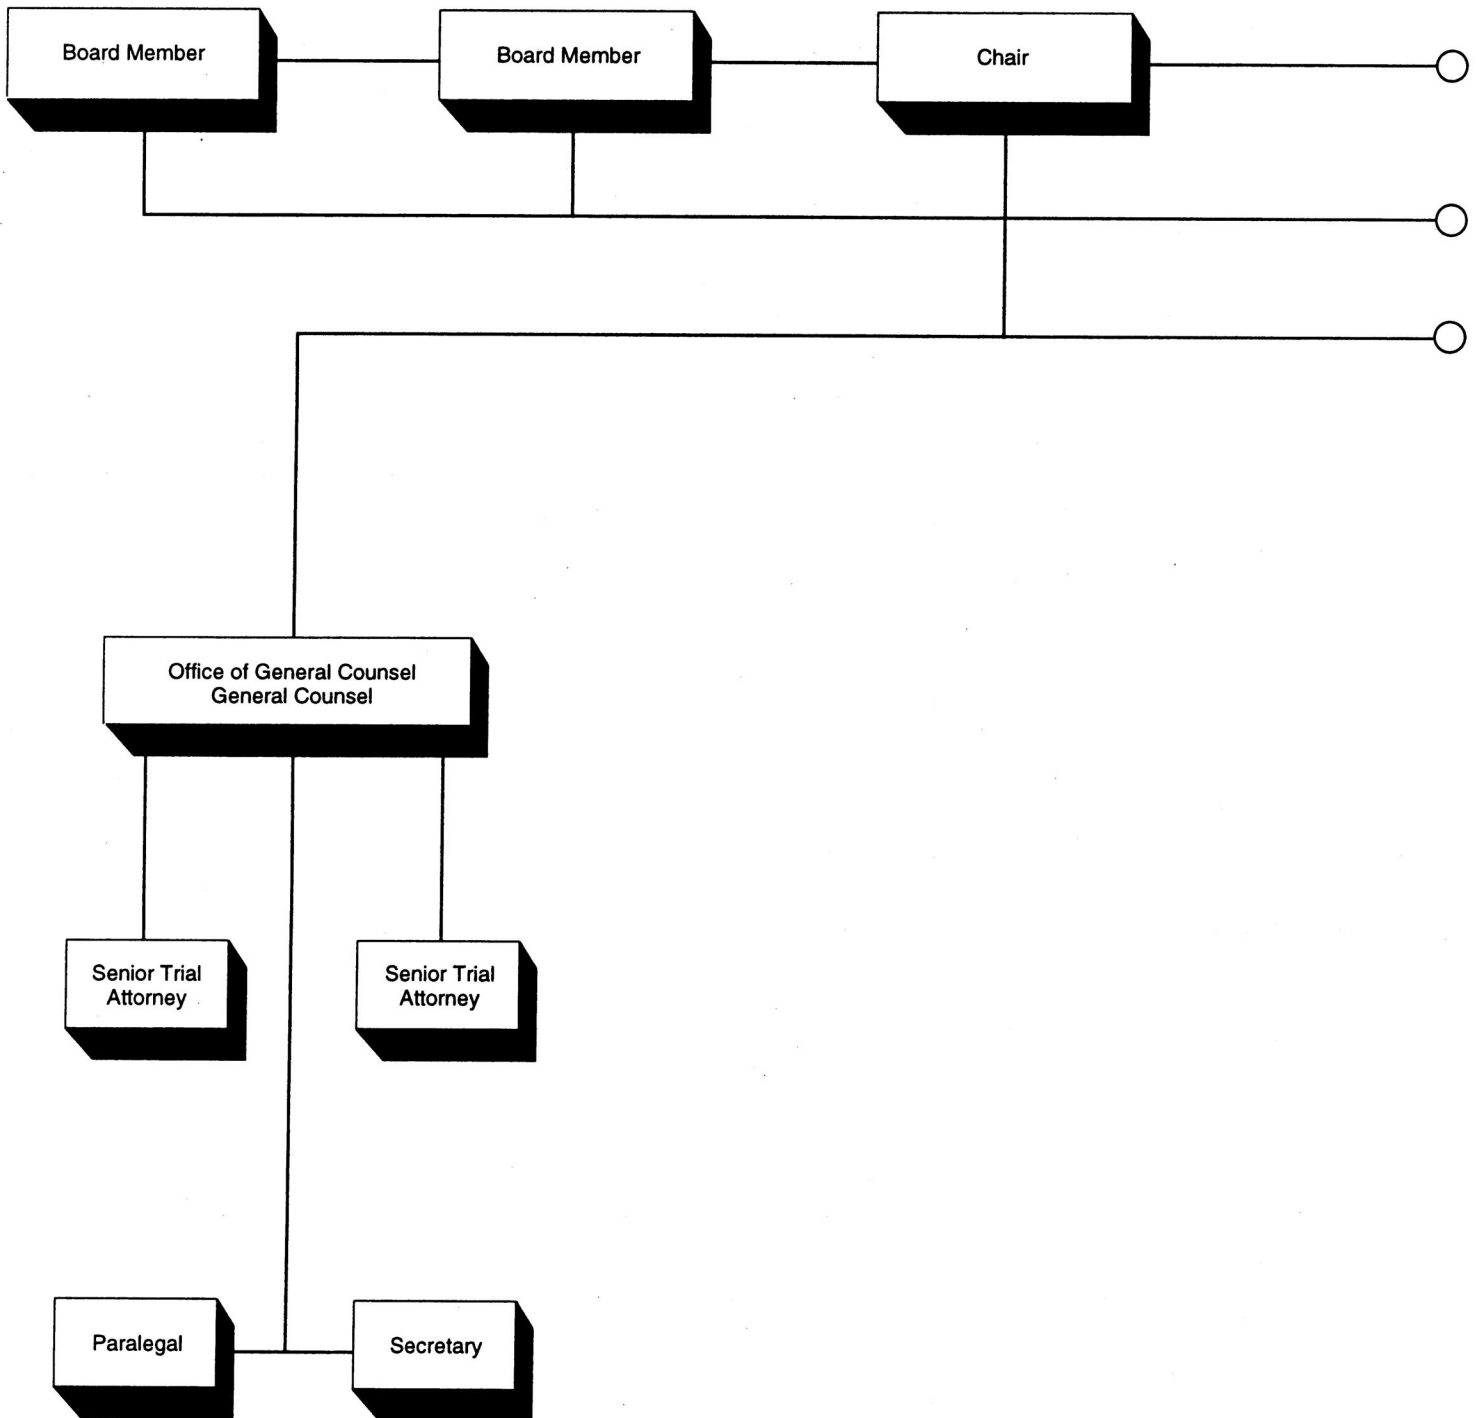 Board Member
Board Member
Chair
Office of General Counsel
General Counsel
Senior Trial
Attorney
Senior Trial
Attorney
Paralegal
Secretary